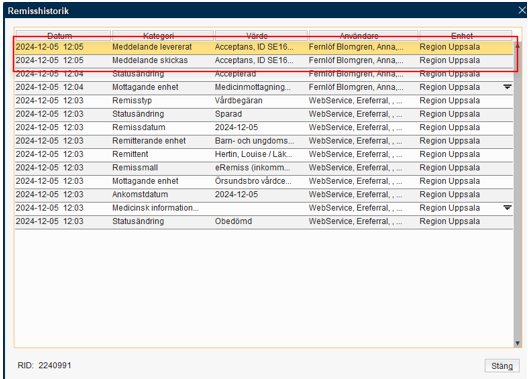 Remisshistorik
Datum Kategori Värde Användare Enhet
2024-12-05 12:05 Meddelande levererat Acceptans, ID SE16... Fernlöf Blomgren, Anna,... Region Uppsala
2024-12-05 12:05 Meddelande skickas Acceptans, ID SE16... Fernlöf Blomgren, Anna,... Region Uppsala
2024-12-05 12:04 Statusändring Accepterad Fernlöf Blomgren, Anna,... Region Uppsala
2024-12-05 12:04 Mottagande enhet Medicinmottagning... Fernlöf Blomgren, Anna,... Region Uppsala
2024-12-05 12:03 Remisstyp Vårdbegäran WebService, Ereferral, , ... Region Uppsala
2024-12-05 12:03 Statusändring Sparad WebService, Ereferral, , ... Region Uppsala
2024-12-05 12:03 Remissdatum 2024-12-05 WebService, Ereferral, , ... Region Uppsala
2024-12-05 12:03 Remitterande enhet Barn- och ungdoms... WebService, Ereferral, , ... Region Uppsala
2024-12-05 12:03 Remittent Hertin, Louise / Läk... WebService, Ereferral, , ... Region Uppsala
2024-12-05 12:03 Remissmall eRemiss (inkomm... WebService, Ereferral, , ... Region Uppsala
2024-12-05 12:03 Mottagande enhet Örsundsbro vårdce... WebService, Ereferral, , ... Region Uppsala
2024-12-05 12:03 Ankomstdatum 2024-12-05 WebService, Ereferral, , ... Region Uppsala
2024-12-05 12:03 Medicinsk information... WebService, Ereferral, , ... Region Uppsala
2024-12-05 12:03 Statusändring Obedömd WebService, Ereferral, , ... Region Uppsala
RID: 2240991 Stäng